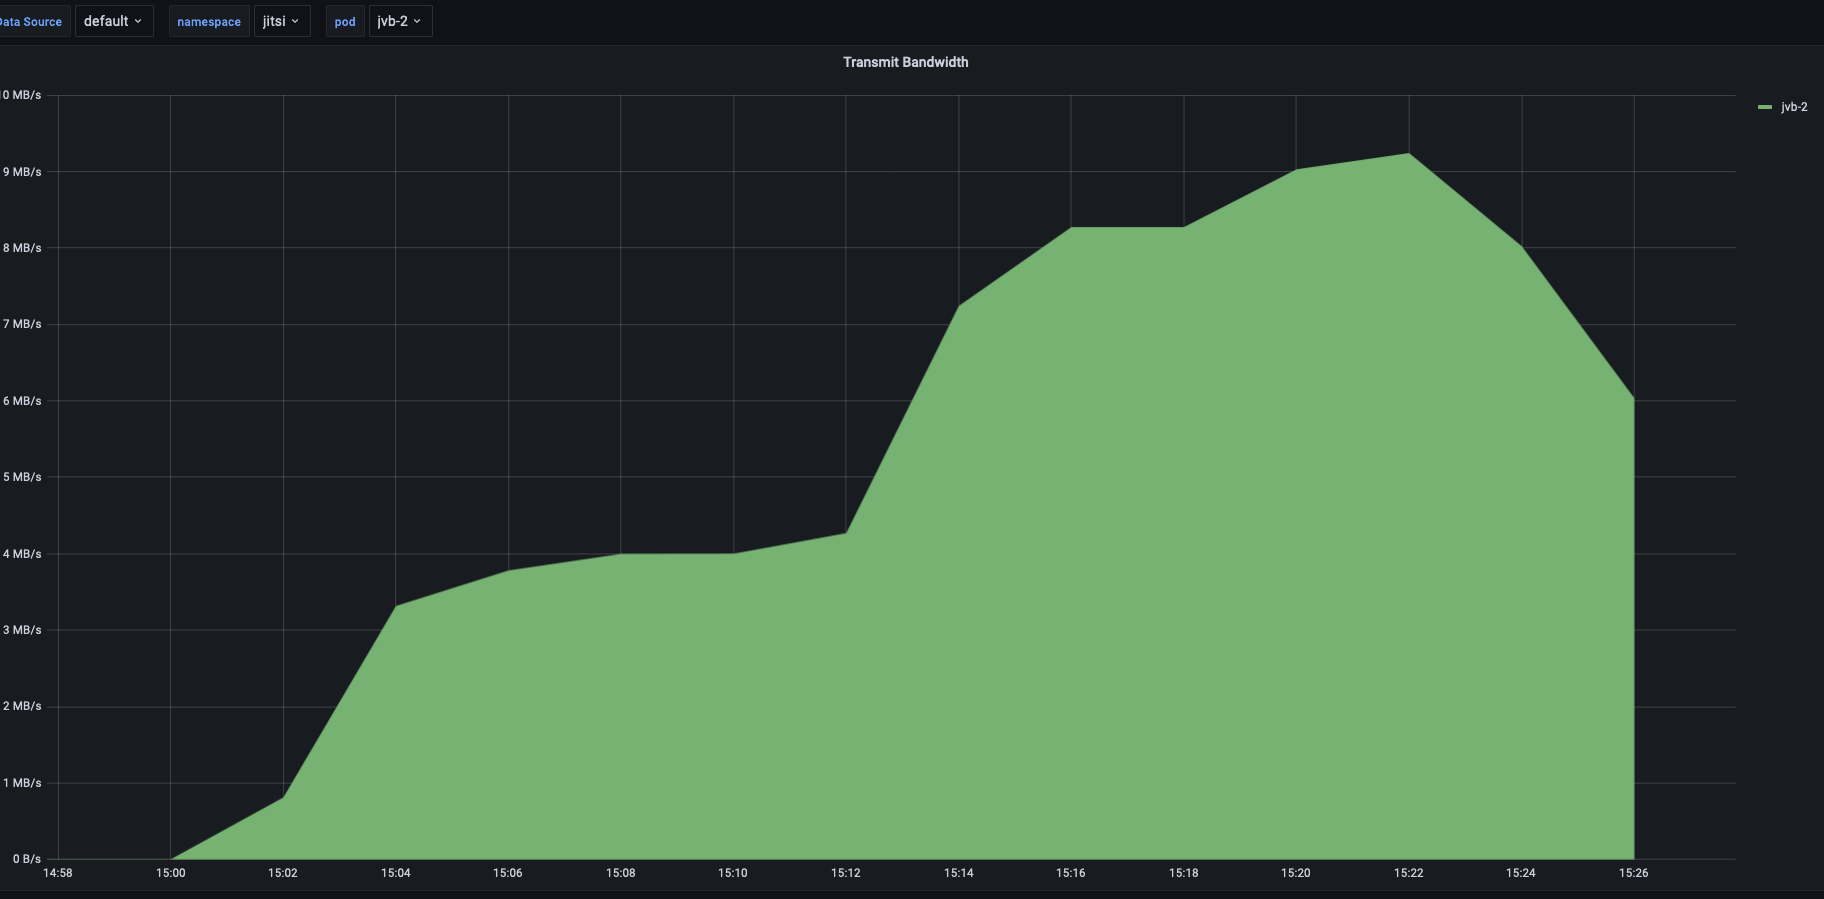 Data Source default namespace jitsi pod jvb-2
Transmit Bandwidth
10 MB/s
jvb-2
9 MB/s
8 MB/s
7 MB/s
6 MB/s
5 MB/s
4 MB/s
3 MB/s
2 MB/s
1 MB/s
0 B/s
14:58 15:00 15:02 15:04 15:06 15:08 15:10 15:12 15:14 15:16 15:18 15:20 15:22 15:24 15:26